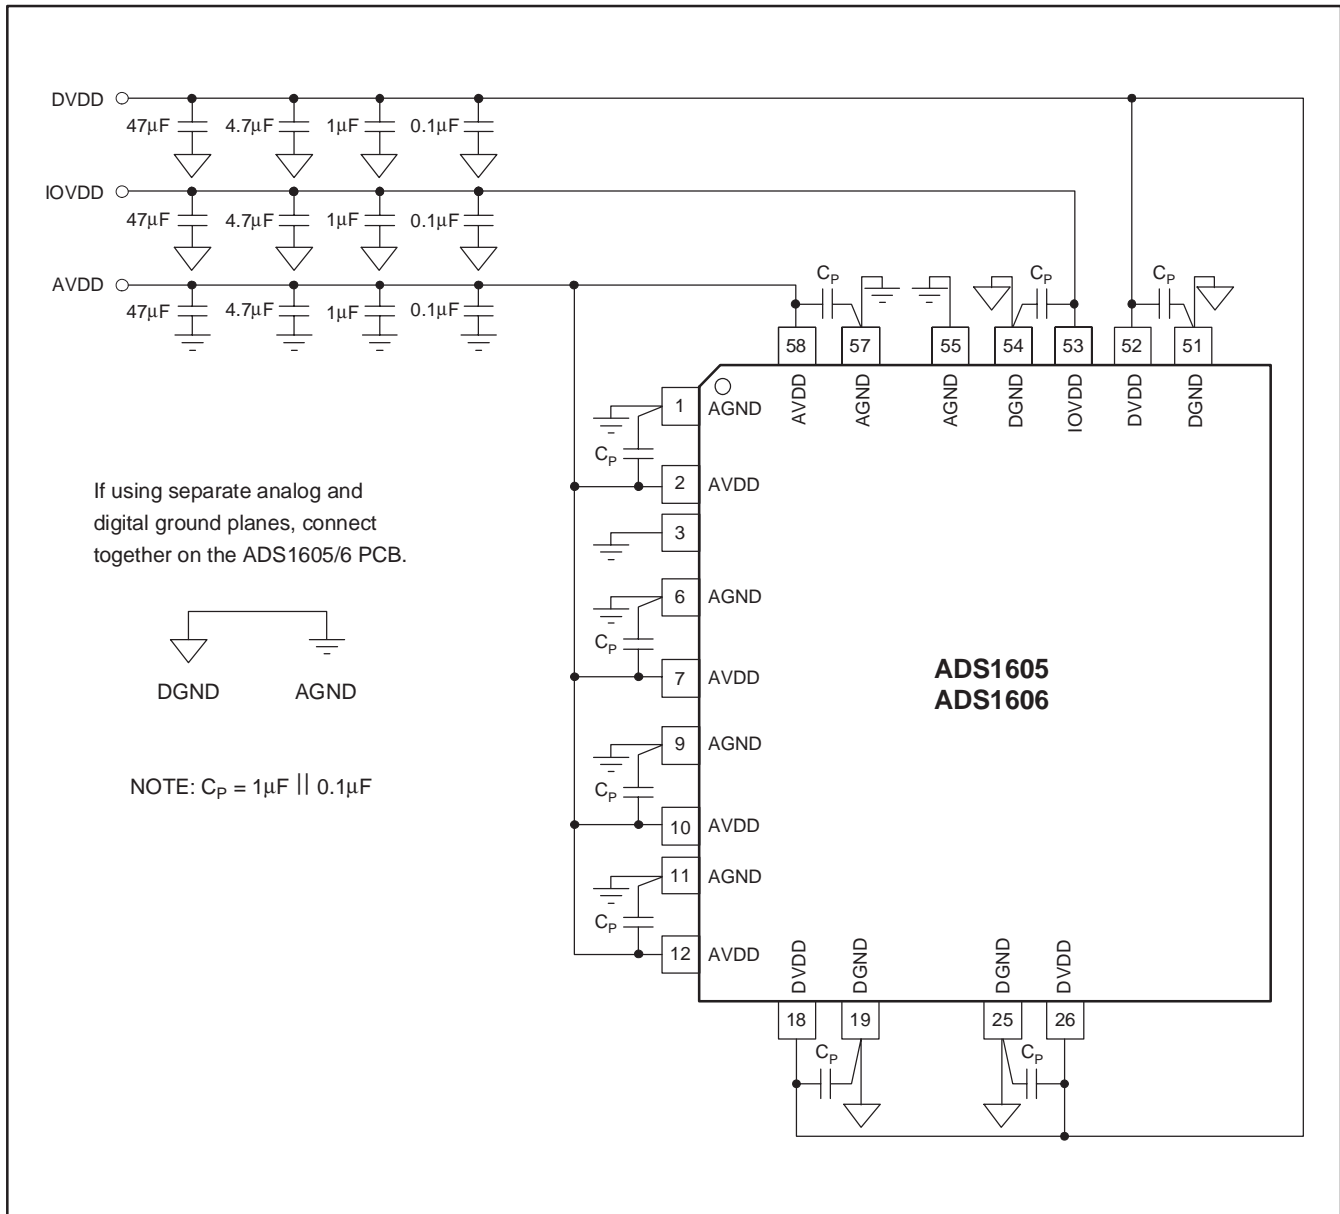 DVDD
47μF 4.7μF 1μF 0.1μF
IOVDD
47μF 4.7μF 1μF 0.1μF
AVDD
47μF 4.7μF 1μF 0.1μF
CP CP CP
58 57 55 54 53 52 51
AVDD AGND AGND DGND IOVDD DVDD DGND
1 AGND
CP
2 AVDD
3
6 AGND
CP
7 AVDD
9 AGND
CP
10 AVDD
11 AGND
CP
12 AVDD
If using separate analog and
digital ground planes, connect
together on the ADS1605/6 PCB.
DGND AGND
NOTE: CP = 1μF || 0.1μF
ADS1605
ADS1606
DVDD DGND DGND DVDD
18 19 25 26
CP CP